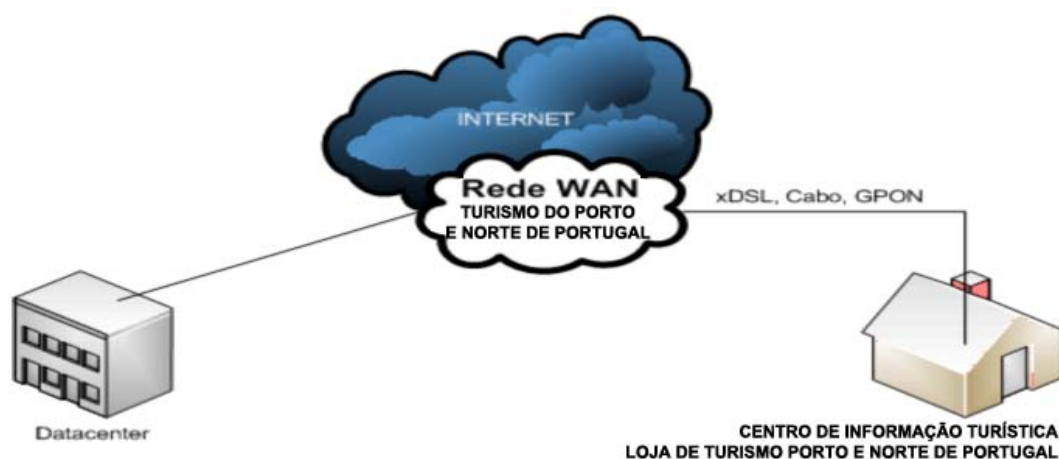 INTERNET
Rede WAN
TURISMO DO PORTO
E NORTE DE PORTUGAL
xDSL, Cabo, GPON
Datacenter
CENTRO DE INFORMAÇÃO TURÍSTICA
LOJA DE TURISMO PORTO E NORTE DE PORTUGAL